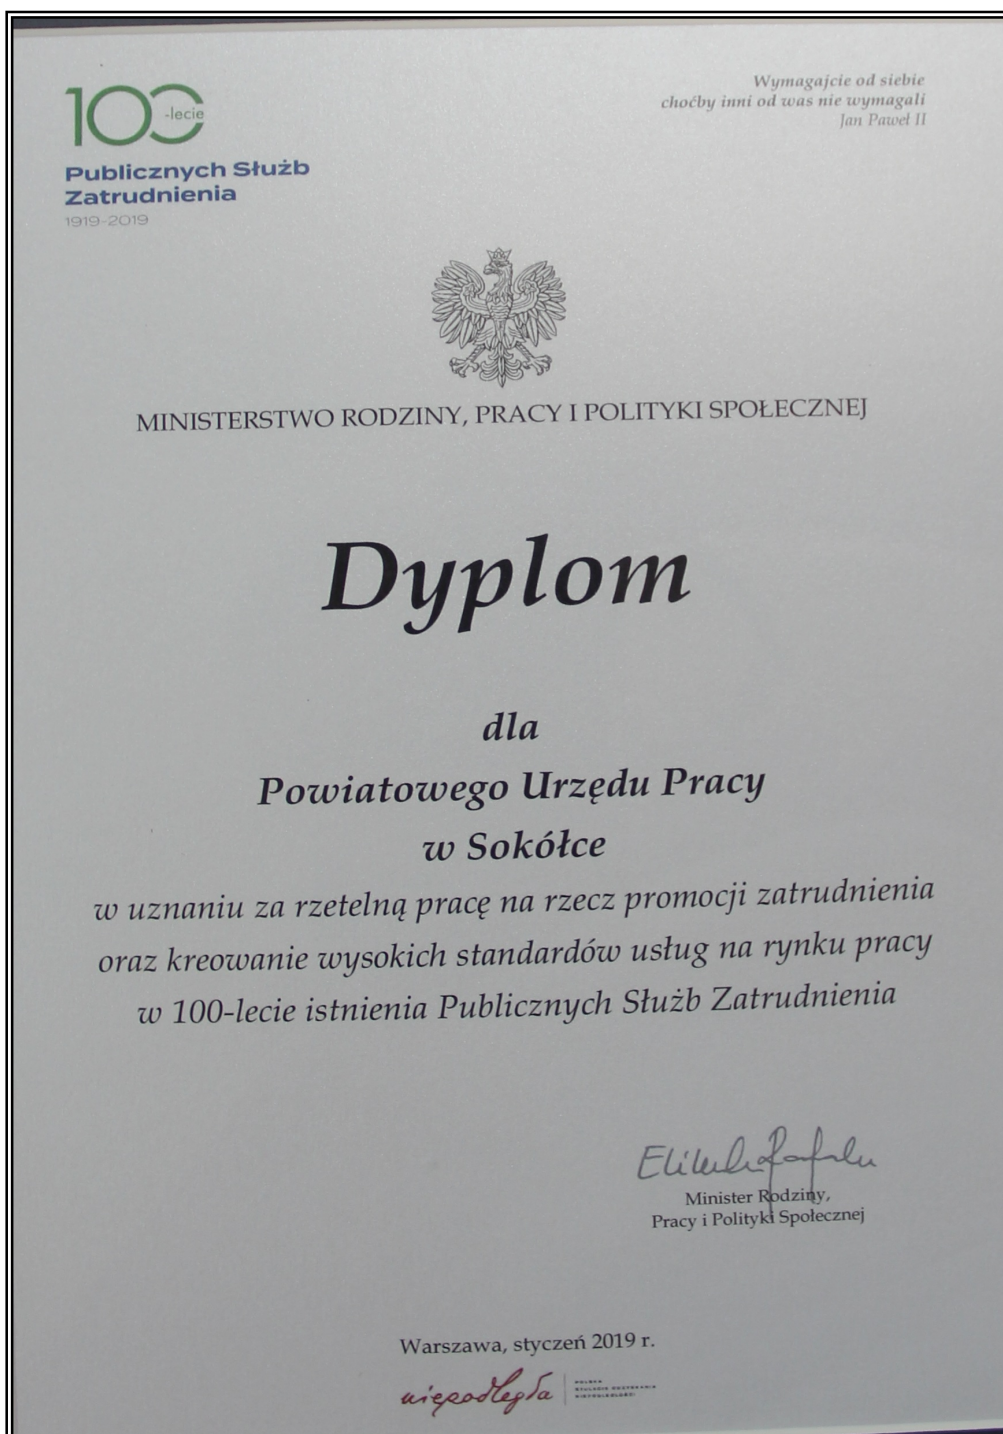 100-lecie
Publicznych Służb
Zatrudnienia
1919-2019
Wymagajcie od siebie
choćby inni od was nie wymagali
Jan Paweł II
MINISTERSTWO RODZINY, PRACY I POLITYKI SPOŁECZNEJ
Dyplom
dla
Powiatowego Urzędu Pracy
w Sokółce
w uznaniu za rzetelną pracę na rzecz promocji zatrudnienia
oraz kreowanie wysokich standardów usług na rynku pracy
w 100-lecie istnienia Publicznych Służb Zatrudnienia
Minister Rodziny,
Pracy i Polityki Społecznej
Warszawa, styczeń 2019 r.
niepodległa